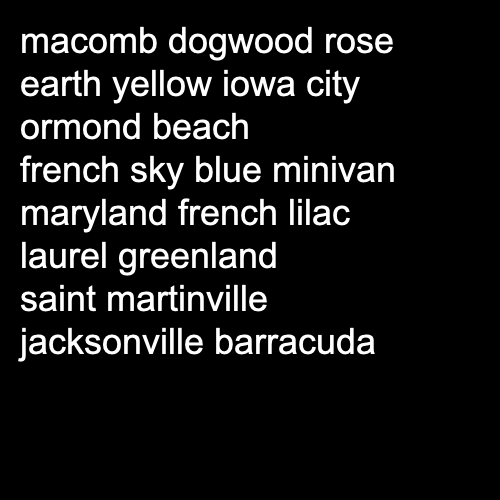 macomb dogwood rose
earth yellow iowa city
ormond beach
french sky blue minivan
maryland french lilac
laurel greenland
saint martinville
jacksonville barracuda